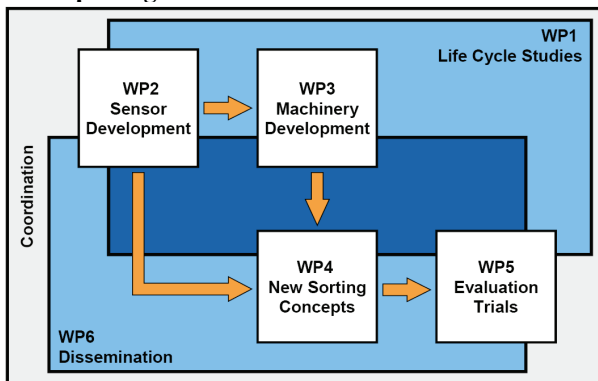 WP1
Life Cycle Studies
WP2
Sensor
Development
WP3
Machinery
Development
Coordination
WP4
New Sorting
Concepts
WP5
Evaluation
Trials
WP6
Dissemination